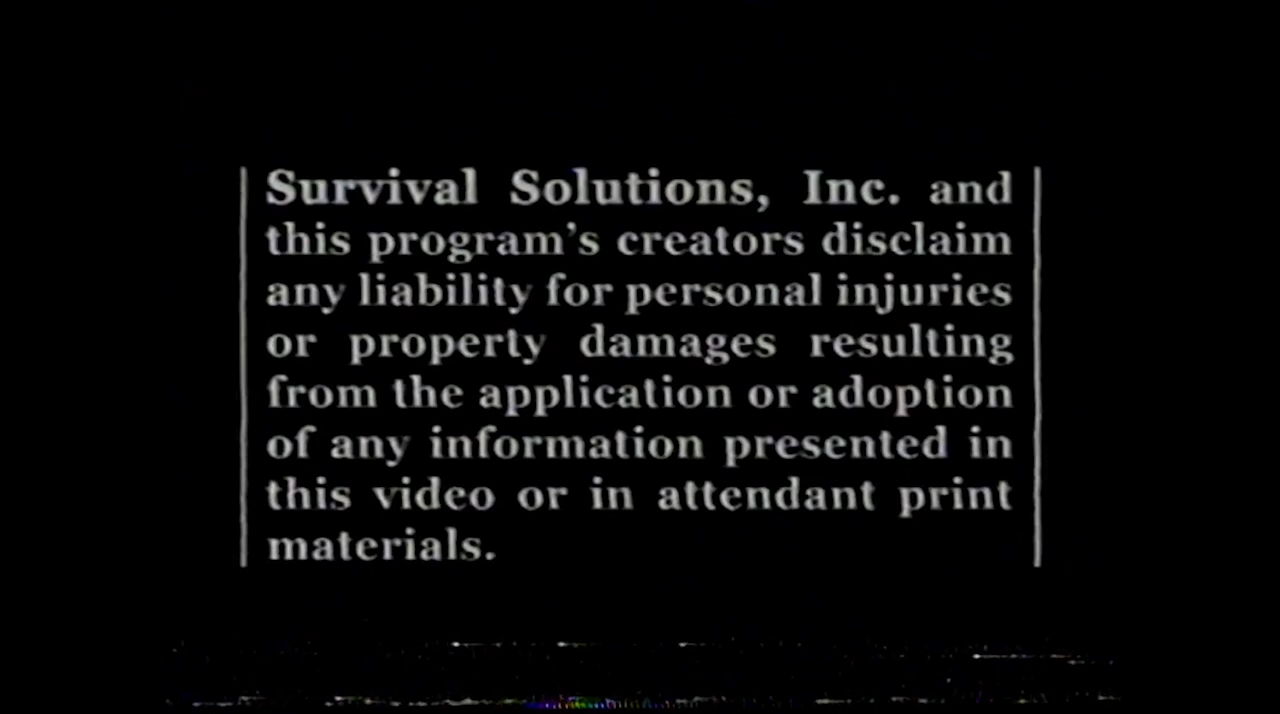 Survival Solutions, Inc. and
this program's creators disclaim
any liability for personal injuries
or property damages resulting
from the application or adoption
of any information presented in
this video or in attendant print
materials.